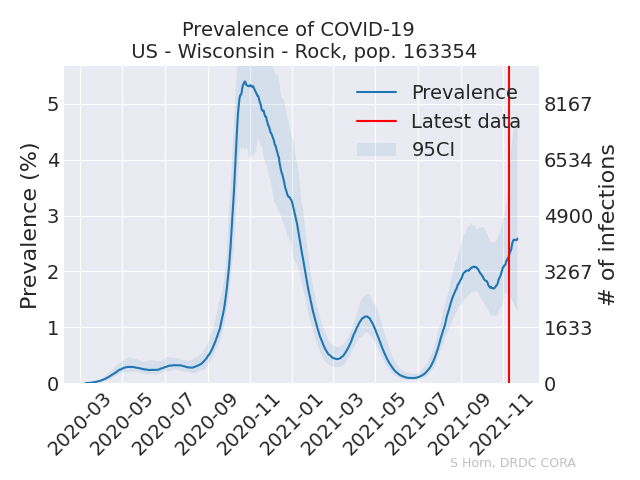 Prevalence of COVID-19
US - Wisconsin - Rock, pop. 163354
Prevalence
Latest data
95CI
Prevalence (%)
5
4
3
2
1
0
8167
6534
4900
3267
1633
0
# of infections
2020-03
2020-05
2020-07
2020-09
2020-11
2021-01
2021-03
2021-05
2021-07
2021-09
2021-11
S Horn, DRDC CORA